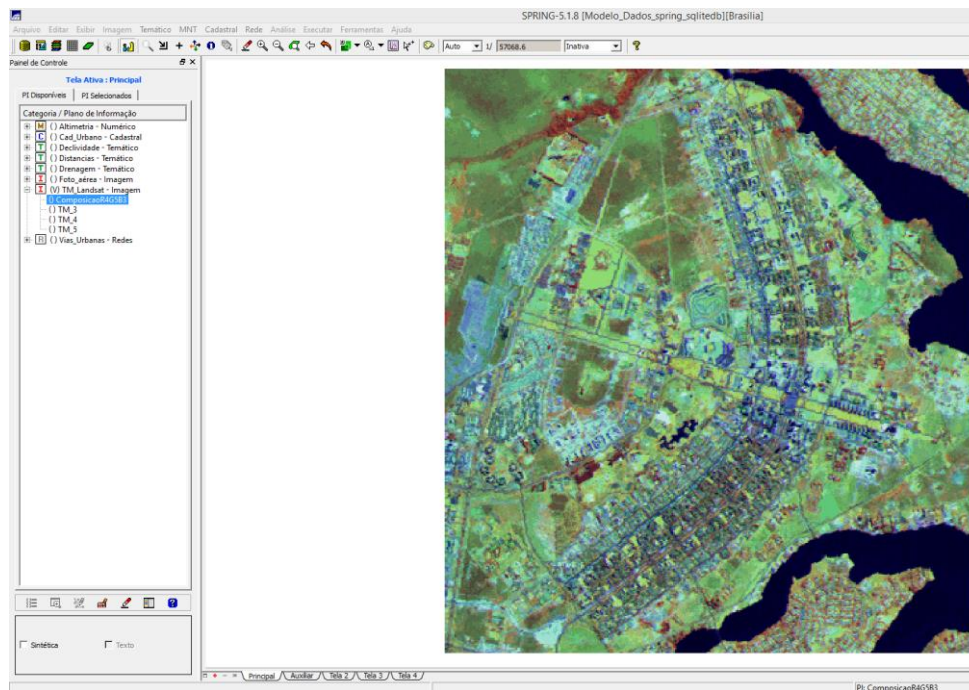 SPRING-5.1.8 [Modelo_Dados_spring_sqlitedb][Brasilia]
Arquivo Editar Exibir Imagem Temático MNT Cadastral Rede Análise Executar Ferramentas Ajuda
Auto 1/ 57068.6 Inativa
Painel de Controle
Tela Ativa : Principal
PI Disponíveis PI Selecionados
Categoria / Plano de Informação
M () Altimetria - Numérico
C () Cad_Urbano - Cadastral
T () Declividade - Temático
T () Distancias - Temático
T () Drenagem - Temático
I () Foto_aérea - Imagem
I (V) TM_Landsat - Imagem
() ComposicaoR4G5B3
() TM_3
() TM_4
() TM_5
R () Vias_Urbanas - Redes
Sintética Texto
Principal Auxiliar Tela 2 Tela 3 Tela 4
PI: ComposicaoR4G5B3